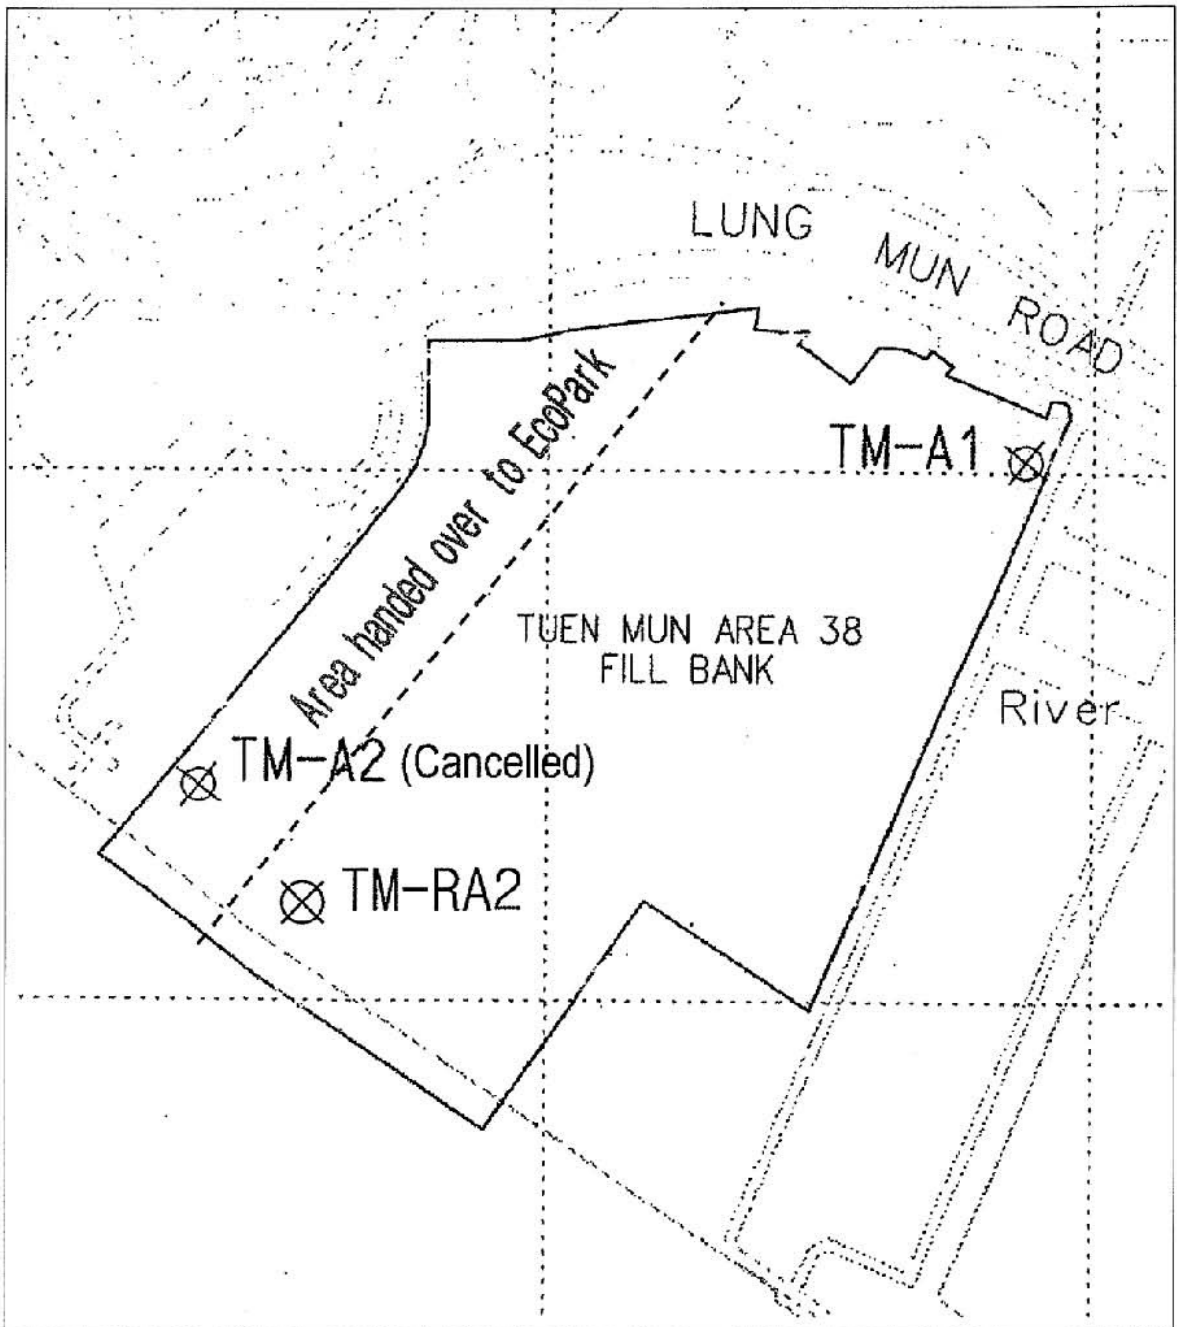 LUNG MUN ROAD
Area handed over to EcoPark
TM-A1
TUEN MUN AREA 38
FILL BANK
River
TM-A2 (Cancelled)
TM-RA2